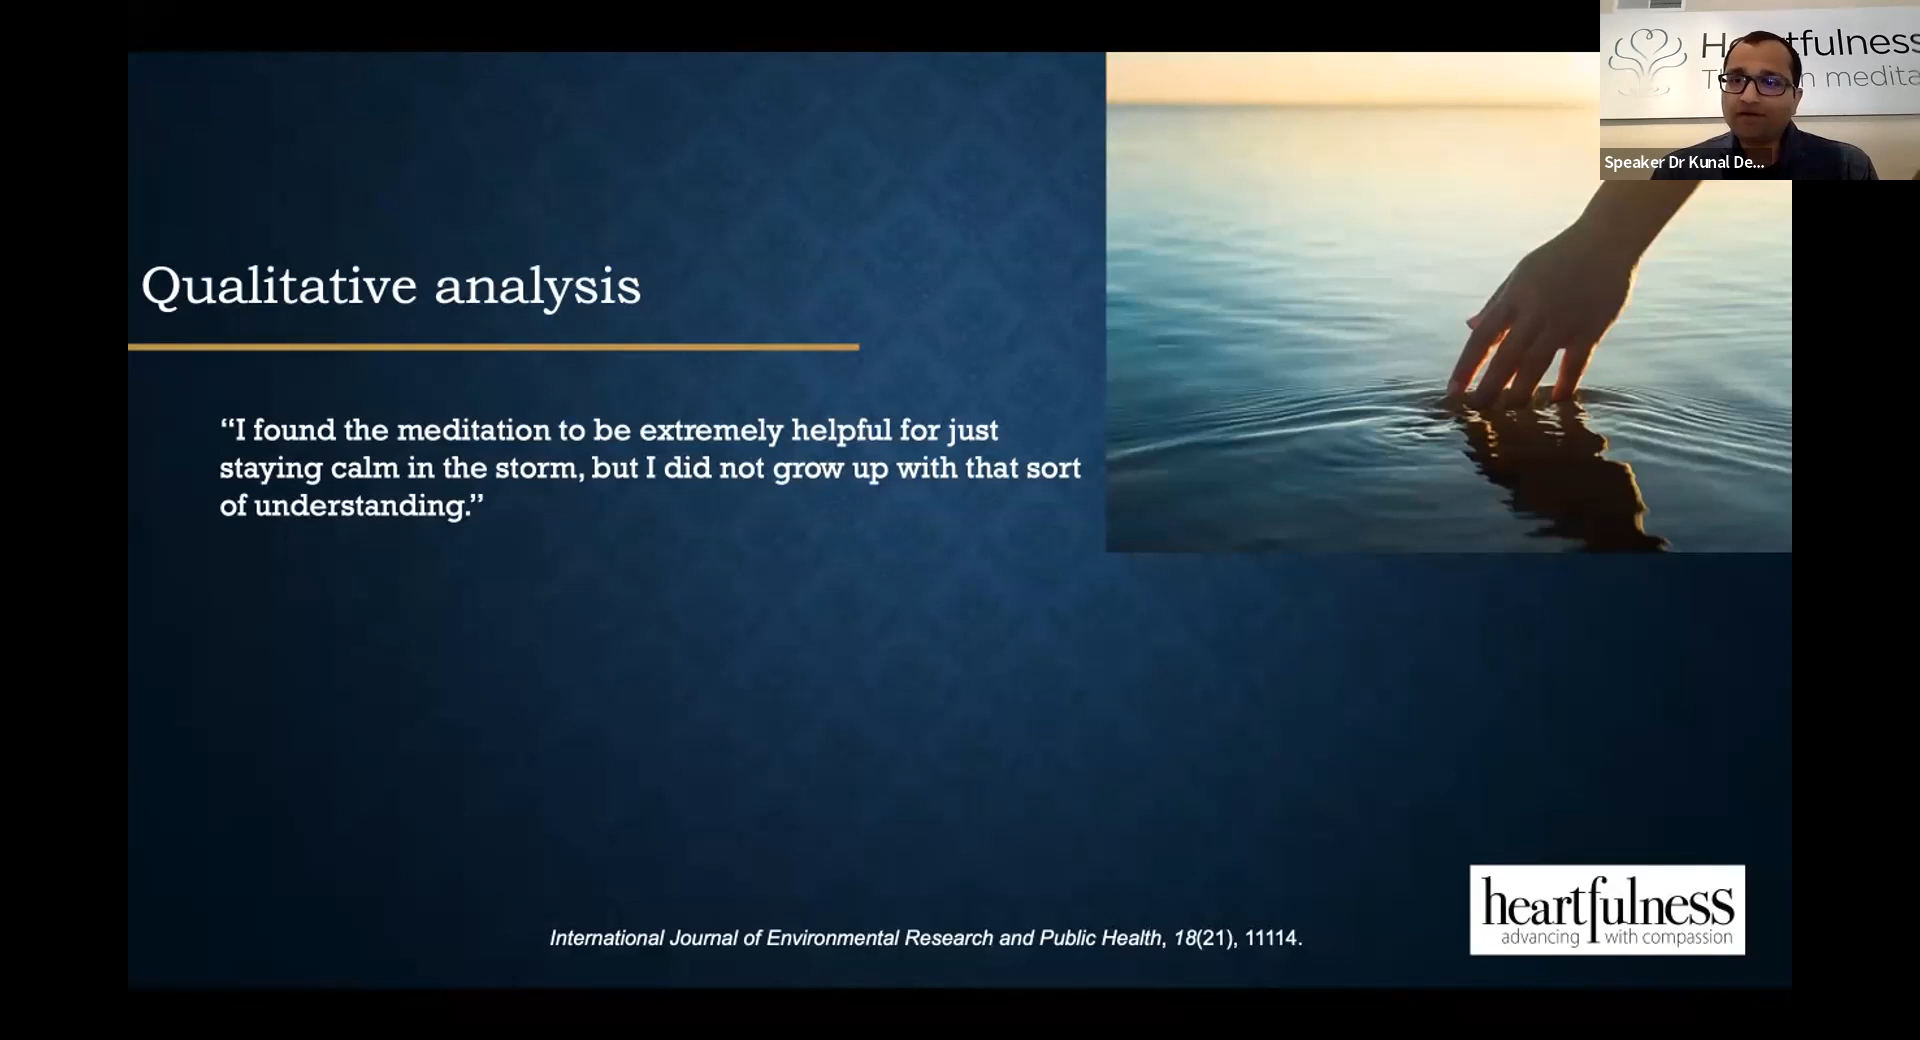 Heartfulness
medita
Speaker Dr Kunal De...
Qualitative analysis
“I found the meditation to be extremely helpful for just
staying calm in the storm, but I did not grow up with that sort
of understanding.”
International Journal of Environmental Research and Public Health, 18(21), 11114.
heartfulness
advancing with compassion